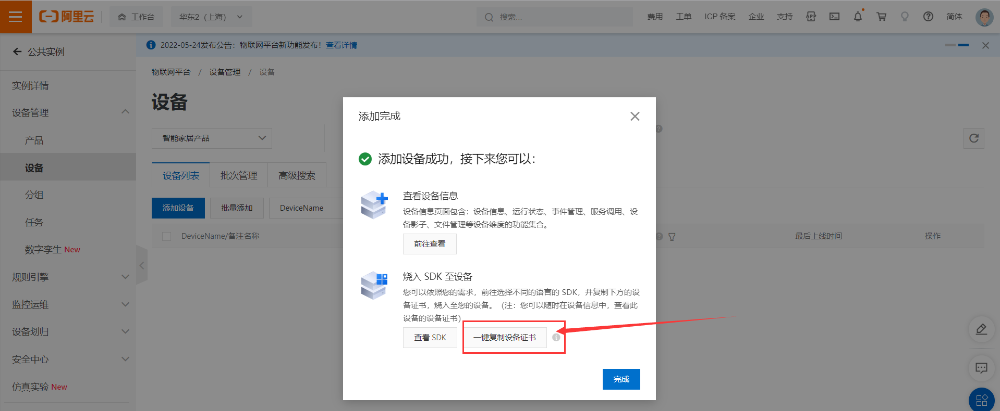 阿里云
工作台
华东2（上海）
搜索...
费用
工单
ICP 备案
企业
支持
APP
简体
公共实例
2022-05-24发布公告：物联网平台新功能发布！查看详情
物联网平台 / 设备管理 / 设备
实例详情
设备管理
产品
设备
分组
任务
数字孪生 New
规则引擎
监控运维
设备划归
安全中心
仿真实验 New
设备
智能家居产品
设备列表
批次管理
高级搜索
添加设备
批量添加
DeviceName
DeviceName/备注名称
最后上线时间
操作
添加完成
添加设备成功，接下来您可以：
查看设备信息
设备信息页面包含：设备信息、运行状态、事件管理、服务调用、设
备影子、文件管理等设备维度的功能集合。
前往查看
烧入 SDK 至设备
您可以依照您的需求，前往选择不同的语言的 SDK，并复制下方的设
备证书，烧入至您的设备。（注：您可以随时在设备信息中，查看此
设备的设备证书）
查看 SDK
一键复制设备证书
完成